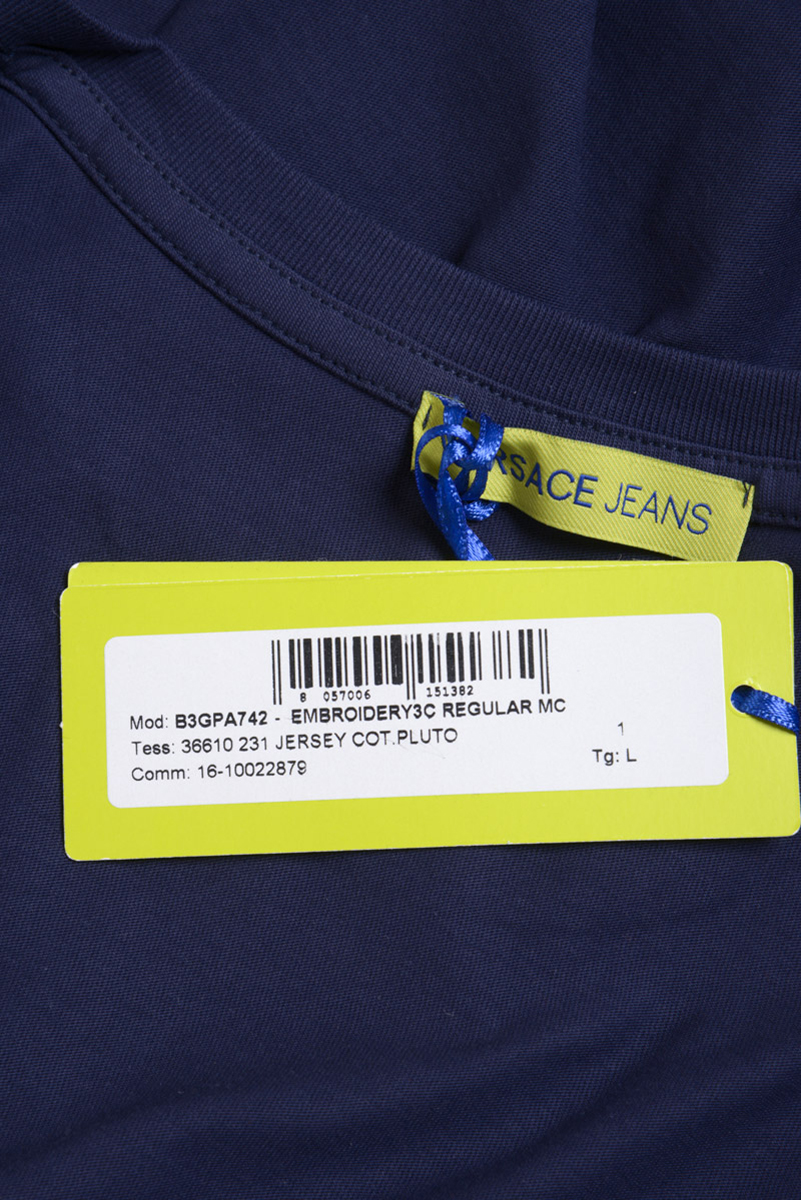 RSACE JEANS
8 057006 151382
Mod: B3GPA742 - EMBROIDERY3C REGULAR MC
Tess: 36610 231 JERSEY COT.PLUTO 1
Comm: 16-10022879 Tg: L